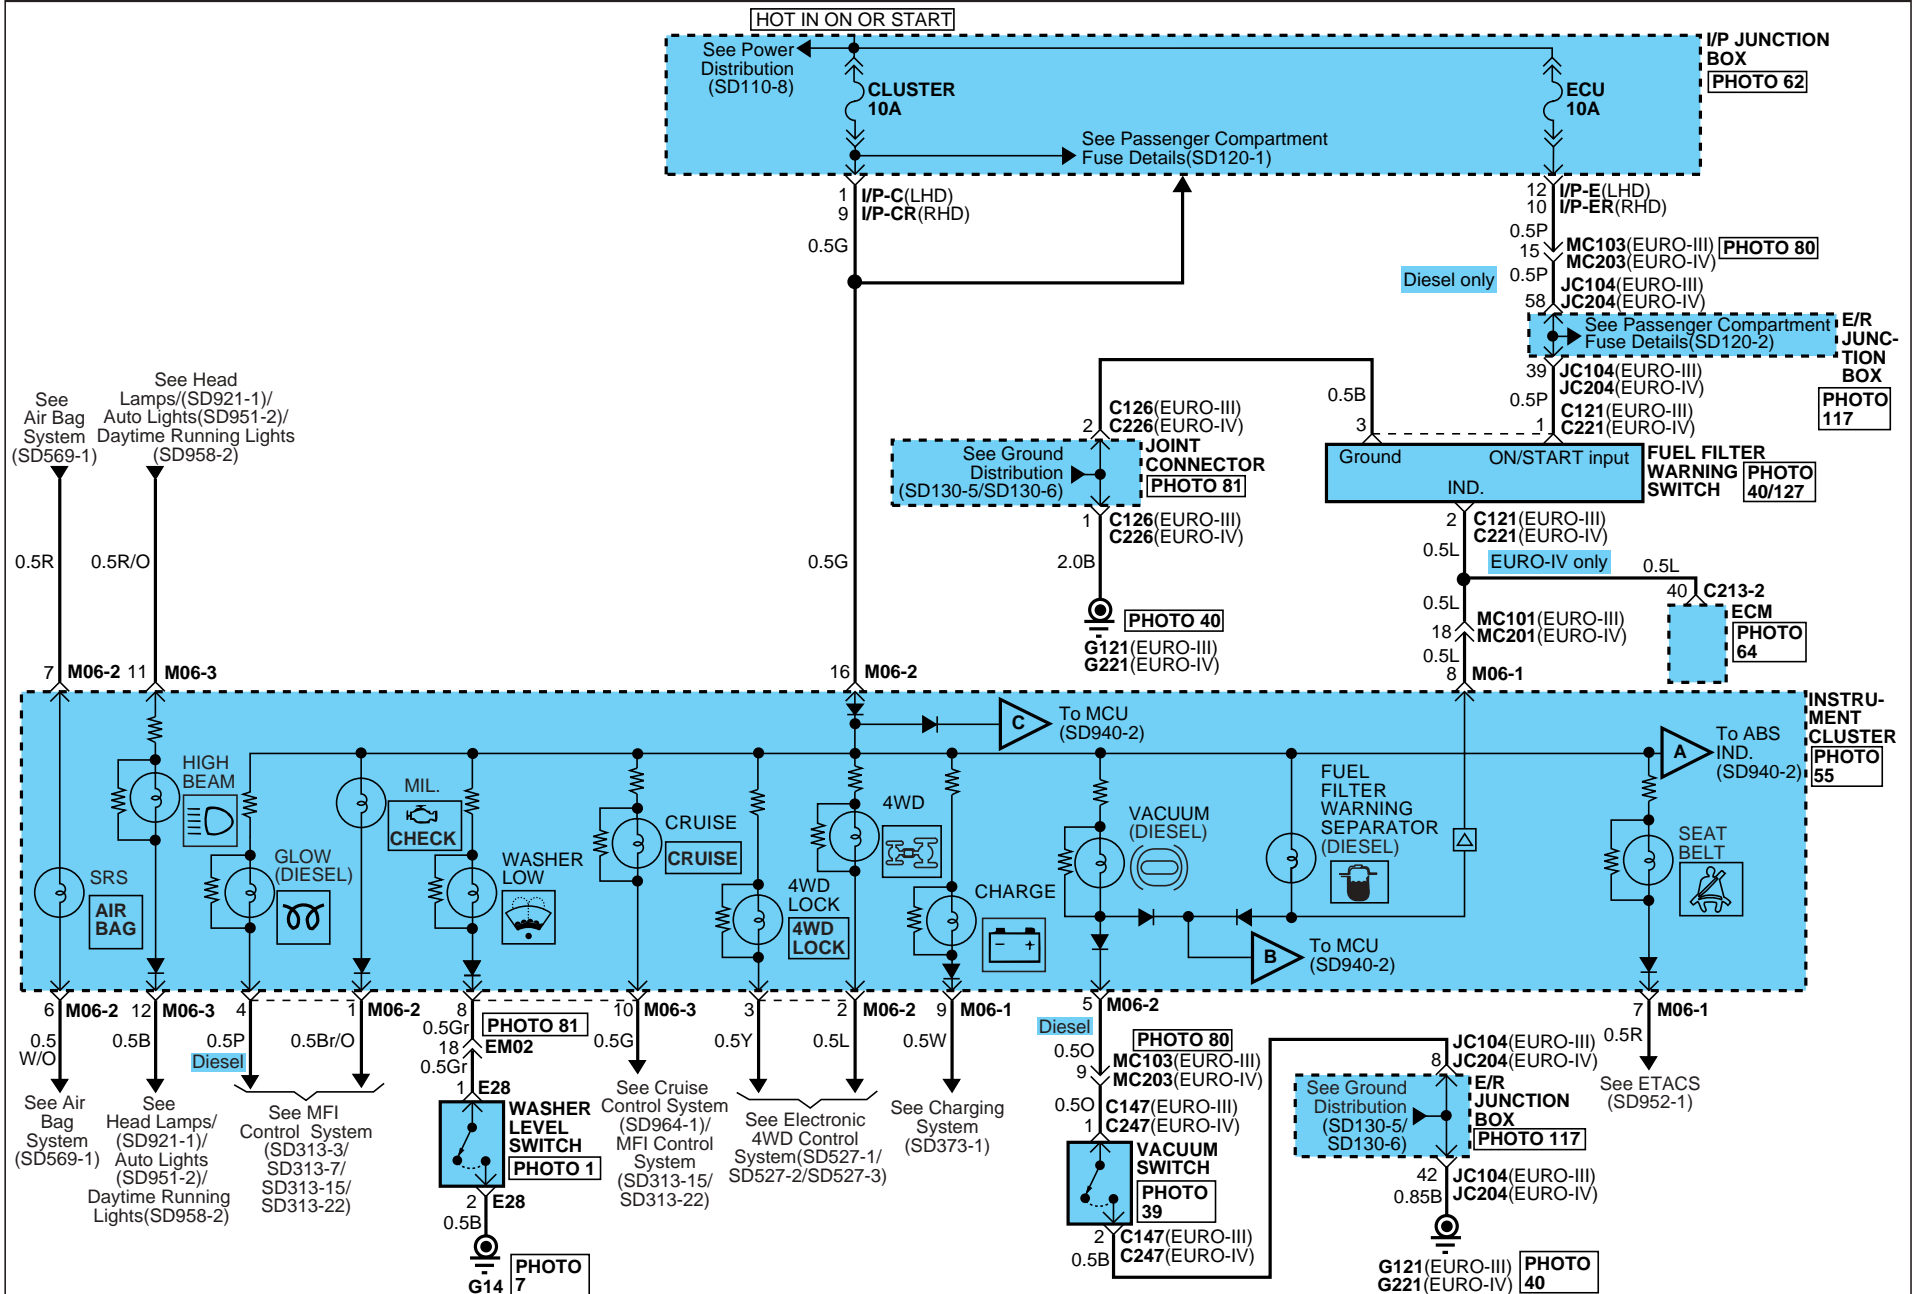 HOT IN ON OR START
See Power
Distribution
(SD110-8)
CLUSTER
10A
ECU
10A
I/P JUNCTION
BOX
PHOTO 62
See Passenger Compartment
Fuse Details(SD120-1)
1 I/P-C(LHD)
9 I/P-CR(RHD)
0.5G
12 I/P-E(LHD)
10 I/P-ER(RHD)
0.5P
15 MC103(EURO-III)
MC203(EURO-IV)
PHOTO 80
Diesel only
0.5P
JC104(EURO-III)
58 JC204(EURO-IV)
See Passenger Compartment
Fuse Details(SD120-2)
E/R
JUNC-
TION
BOX
PHOTO
117
39 JC104(EURO-III)
JC204(EURO-IV)
0.5P
C121(EURO-III)
1 C221(EURO-IV)
0.5B
3
C126(EURO-III)
2 C226(EURO-IV)
See Ground
Distribution
(SD130-5/SD130-6)
JOINT
CONNECTOR
PHOTO 81
1 C126(EURO-III)
C226(EURO-IV)
2.0B
PHOTO 40
G121(EURO-III)
G221(EURO-IV)
Ground
ON/START input
IND.
FUEL FILTER
WARNING
SWITCH
PHOTO
40/127
2 C121(EURO-III)
C221(EURO-IV)
0.5L
EURO-IV only
0.5L
40 C213-2
ECM
PHOTO
64
0.5L
MC101(EURO-III)
18 MC201(EURO-IV)
0.5L
8 M06-1
See
Air Bag
System
(SD569-1)
See Head
Lamps/(SD921-1)/
Auto Lights(SD951-2)/
Daytime Running Lights
(SD958-2)
0.5R
0.5R/O
0.5G
7 M06-2
11 M06-3
16 M06-2
INSTRU-
MENT
CLUSTER
PHOTO
55
C
To MCU
(SD940-2)
A
To ABS
IND.
(SD940-2)
HIGH
BEAM
MIL.
CHECK
GLOW
(DIESEL)
SRS
AIR
BAG
WASHER
LOW
CRUISE
CRUISE
4WD
4WD
LOCK
4WD
LOCK
CHARGE
- +
VACUUM
(DIESEL)
FUEL
FILTER
WARNING
SEPARATOR
(DIESEL)
SEAT
BELT
B
To MCU
(SD940-2)
6 M06-2
12 M06-3
4
1 M06-2
8
10 M06-3
3
2 M06-2
9 M06-1
5 M06-2
7 M06-1
0.5
W/O
0.5B
0.5P
Diesel
0.5Br/O
0.5Gr
PHOTO 81
18 EM02
0.5Gr
0.5G
0.5Y
0.5L
0.5W
Diesel
0.5O
PHOTO 80
MC103(EURO-III)
9 MC203(EURO-IV)
0.5R
See Air
Bag
System
(SD569-1)
See
Head Lamps/
(SD921-1)/
Auto Lights
(SD951-2)/
Daytime Running
Lights(SD958-2)
See MFI
Control System
(SD313-3/
SD313-7/
SD313-15/
SD313-22)
1 E28
WASHER
LEVEL
SWITCH
PHOTO 1
2 E28
0.5B
G14
PHOTO
7
See Cruise
Control System
(SD964-1)/
MFI Control
System
(SD313-15/
SD313-22)
See Electronic
4WD Control
System(SD527-1/
SD527-2/SD527-3)
See Charging
System
(SD373-1)
0.5O
C147(EURO-III)
1 C247(EURO-IV)
VACUUM
SWITCH
PHOTO
39
2 C147(EURO-III)
0.5B C247(EURO-IV)
JC104(EURO-III)
8 JC204(EURO-IV)
See Ground
Distribution
(SD130-5/
SD130-6)
E/R
JUNCTION
BOX
PHOTO 117
42 JC104(EURO-III)
0.85B JC204(EURO-IV)
G121(EURO-III)
G221(EURO-IV)
PHOTO
40
See ETACS
(SD952-1)